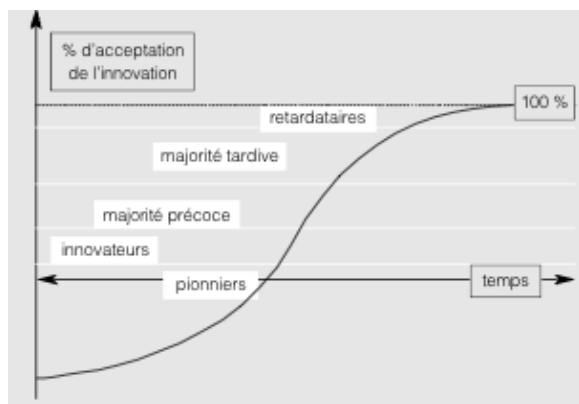 % d'acceptation
de l'innovation
100 %
retardataires
majorité tardive
majorité précoce
innovateurs
pionniers
temps